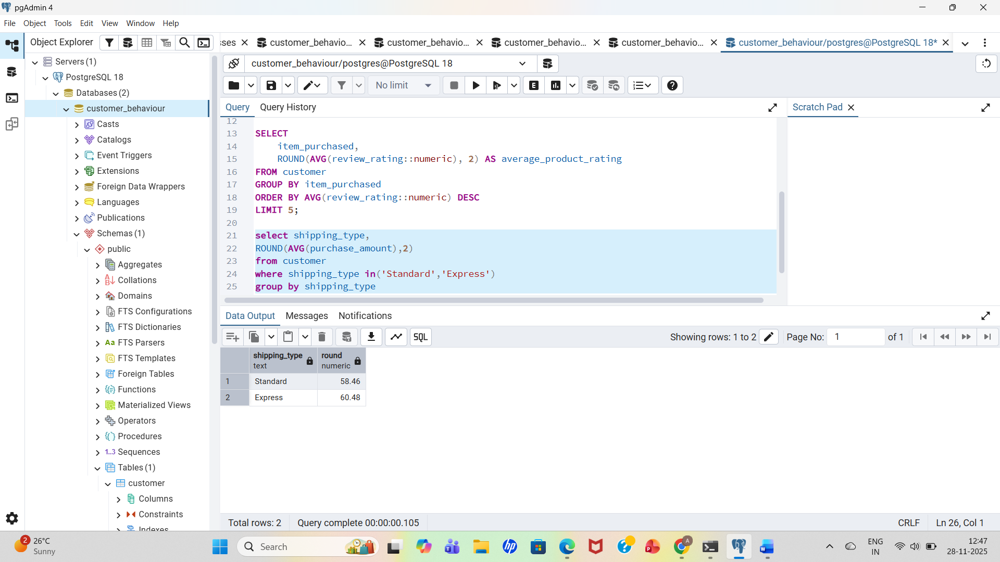 pgAdmin 4
File Object Tools Edit View Window Help
Object Explorer
sses customer_behavio... customer_behavio... customer_behavio... customer_behavio... customer_behaviour/postgres@PostgreSQL 18*
customer_behaviour/postgres@PostgreSQL 18
No limit
E
Query Query History
Scratch Pad
Servers (1)
PostgreSQL 18
Databases (2)
customer_behaviour
Casts
Catalogs
Event Triggers
Extensions
Foreign Data Wrappers
Languages
Publications
Schemas (1)
public
Aggregates
Collations
Domains
FTS Configurations
FTS Dictionaries
Aa FTS Parsers
FTS Templates
Foreign Tables
Functions
Materialized Views
Operators
Procedures
1..3 Sequences
Tables (1)
customer
Columns
Constraints
Indexes
12
13 SELECT
14 item_purchased,
15 ROUND(AVG(review_rating::numeric), 2) AS average_product_rating
16 FROM customer
17 GROUP BY item_purchased
18 ORDER BY AVG(review_rating::numeric) DESC
19 LIMIT 5;
20
21 select shipping_type,
22 ROUND(AVG(purchase_amount),2)
23 from customer
24 where shipping_type in('Standard','Express')
25 group by shipping_type
Data Output Messages Notifications
SQL
Showing rows: 1 to 2 Page No: 1 of 1
shipping_type text round numeric
1 Standard 58.46
2 Express 60.48
Total rows: 2 Query complete 00:00:00.105 CRLF Ln 26, Col 1
2 26°C
Sunny
Search
ENG
IN
12:47
28-11-2025